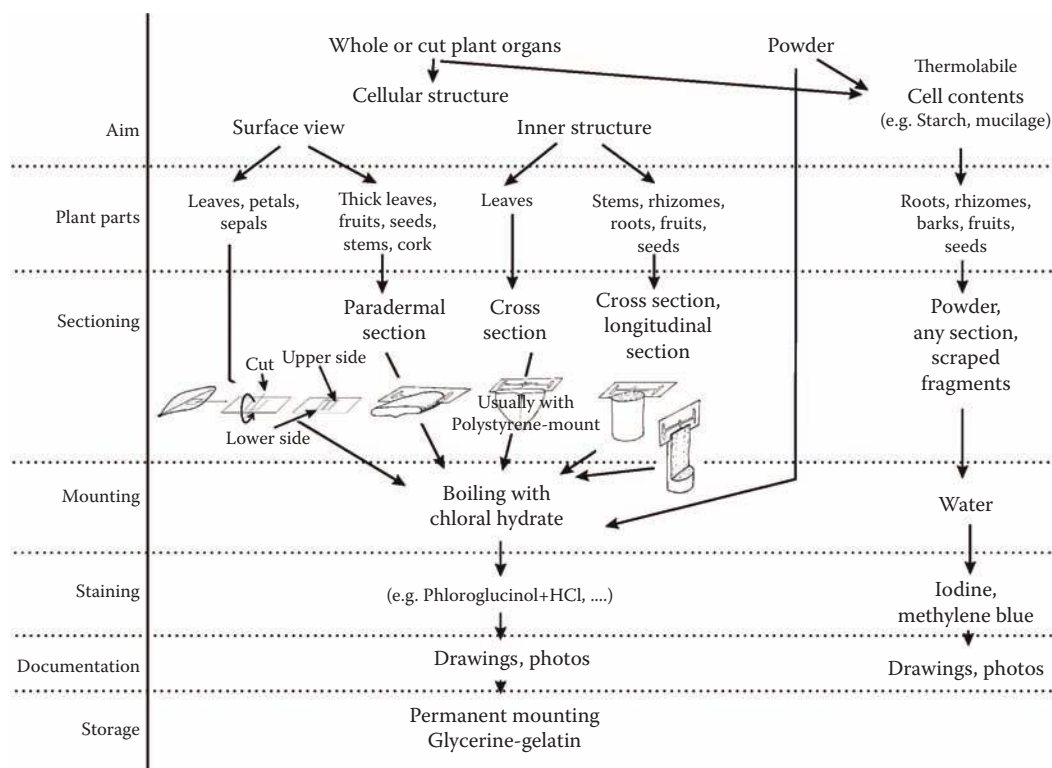 Whole or cut plant organs
Powder
Thermolabile
Cellular structure
Cell contents
(e.g. Starch, mucilage)
Aim
Surface view
Inner structure
Plant parts
Leaves, petals,
sepals
Thick leaves,
fruits, seeds,
stems, cork
Leaves
Stems, rhizomes,
roots, fruits,
seeds
Roots, rhizomes,
barks, fruits,
seeds
Sectioning
Paradermal
section
Cross
section
Cross section,
longitudinal
section
Powder,
any section,
scraped
fragments
Cut
Upper side
Lower side
Usually with
Polystyrene-mount
Mounting
Boiling with
chloral hydrate
Water
Staining
(e.g. Phloroglucinol+HCl, ....)
Iodine,
methylene blue
Documentation
Drawings, photos
Drawings, photos
Storage
Permanent mounting
Glycerine-gelatin